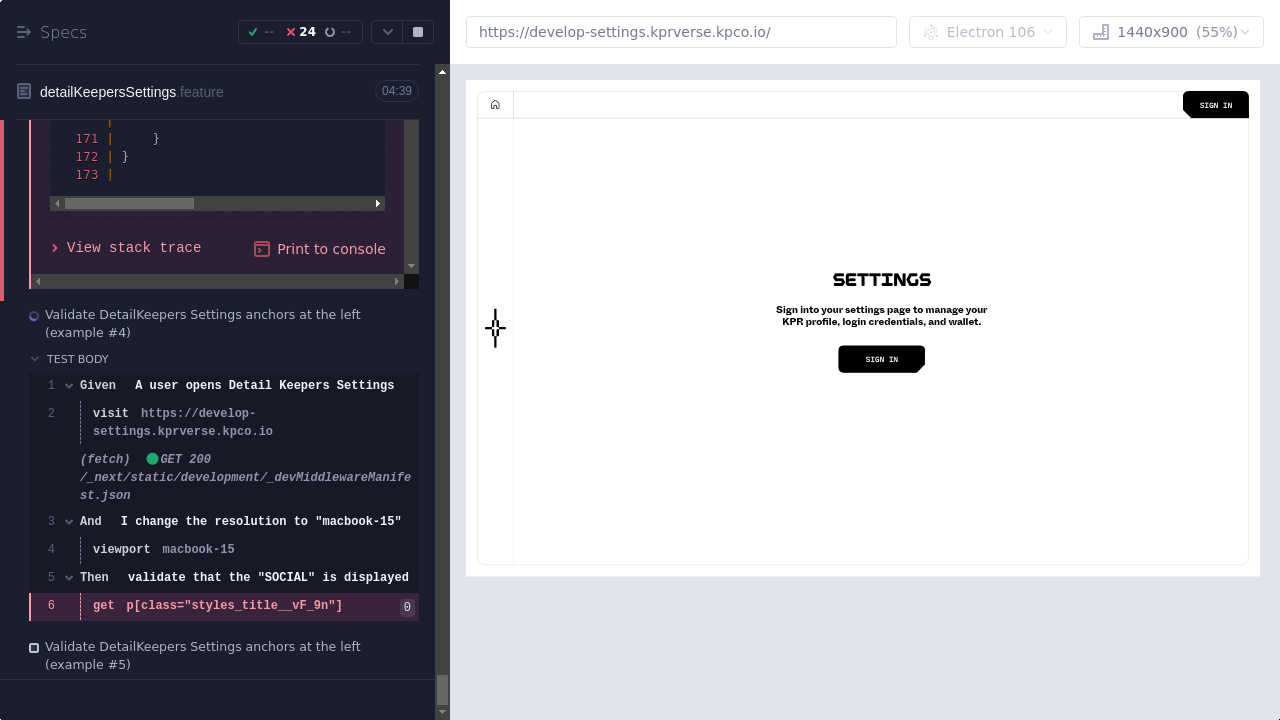 Specs
--
24
--
https://develop-settings.kprverse.kpco.io/
Electron 106
1440x900 (55%)
detailKeepersSettings.feature
04:39
171 |     }
172 | }
173 |
View stack trace
Print to console
Validate DetailKeepers Settings anchors at the left
(example #4)
TEST BODY
1 Given A user opens Detail Keepers Settings
2 visit https://develop-
settings.kprverse.kpco.io
(fetch) GET 200
/_next/static/development/_devMiddlewareManife
st.json
3 And I change the resolution to "macbook-15"
4 viewport macbook-15
5 Then validate that the "SOCIAL" is displayed
6 get p[class="styles_title__vF_9n"] 0
Validate DetailKeepers Settings anchors at the left
(example #5)
SIGN IN
SETTINGS
Sign into your settings page to manage your
KPR profile, login credentials, and wallet.
SIGN IN